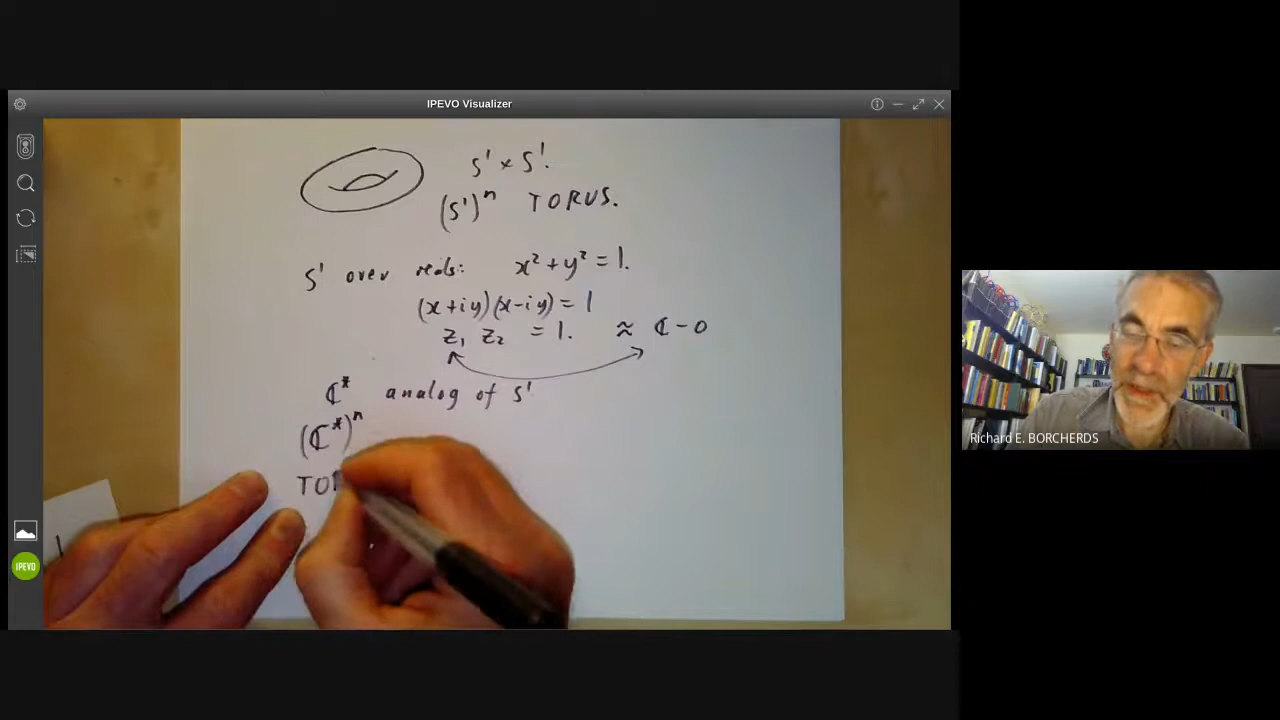 IPEVO Visualizer
S¹ × S¹.
(S¹)ⁿ TORUS.
S¹ over reals: x² + y² = 1.
(x + iy)(x - iy) = 1
z₁ z₂ = 1. ≈ ℂ - 0
ℂ* analog of S¹
(ℂ*)ⁿ
TOR
Richard E. BORCHERDS
IPEVO